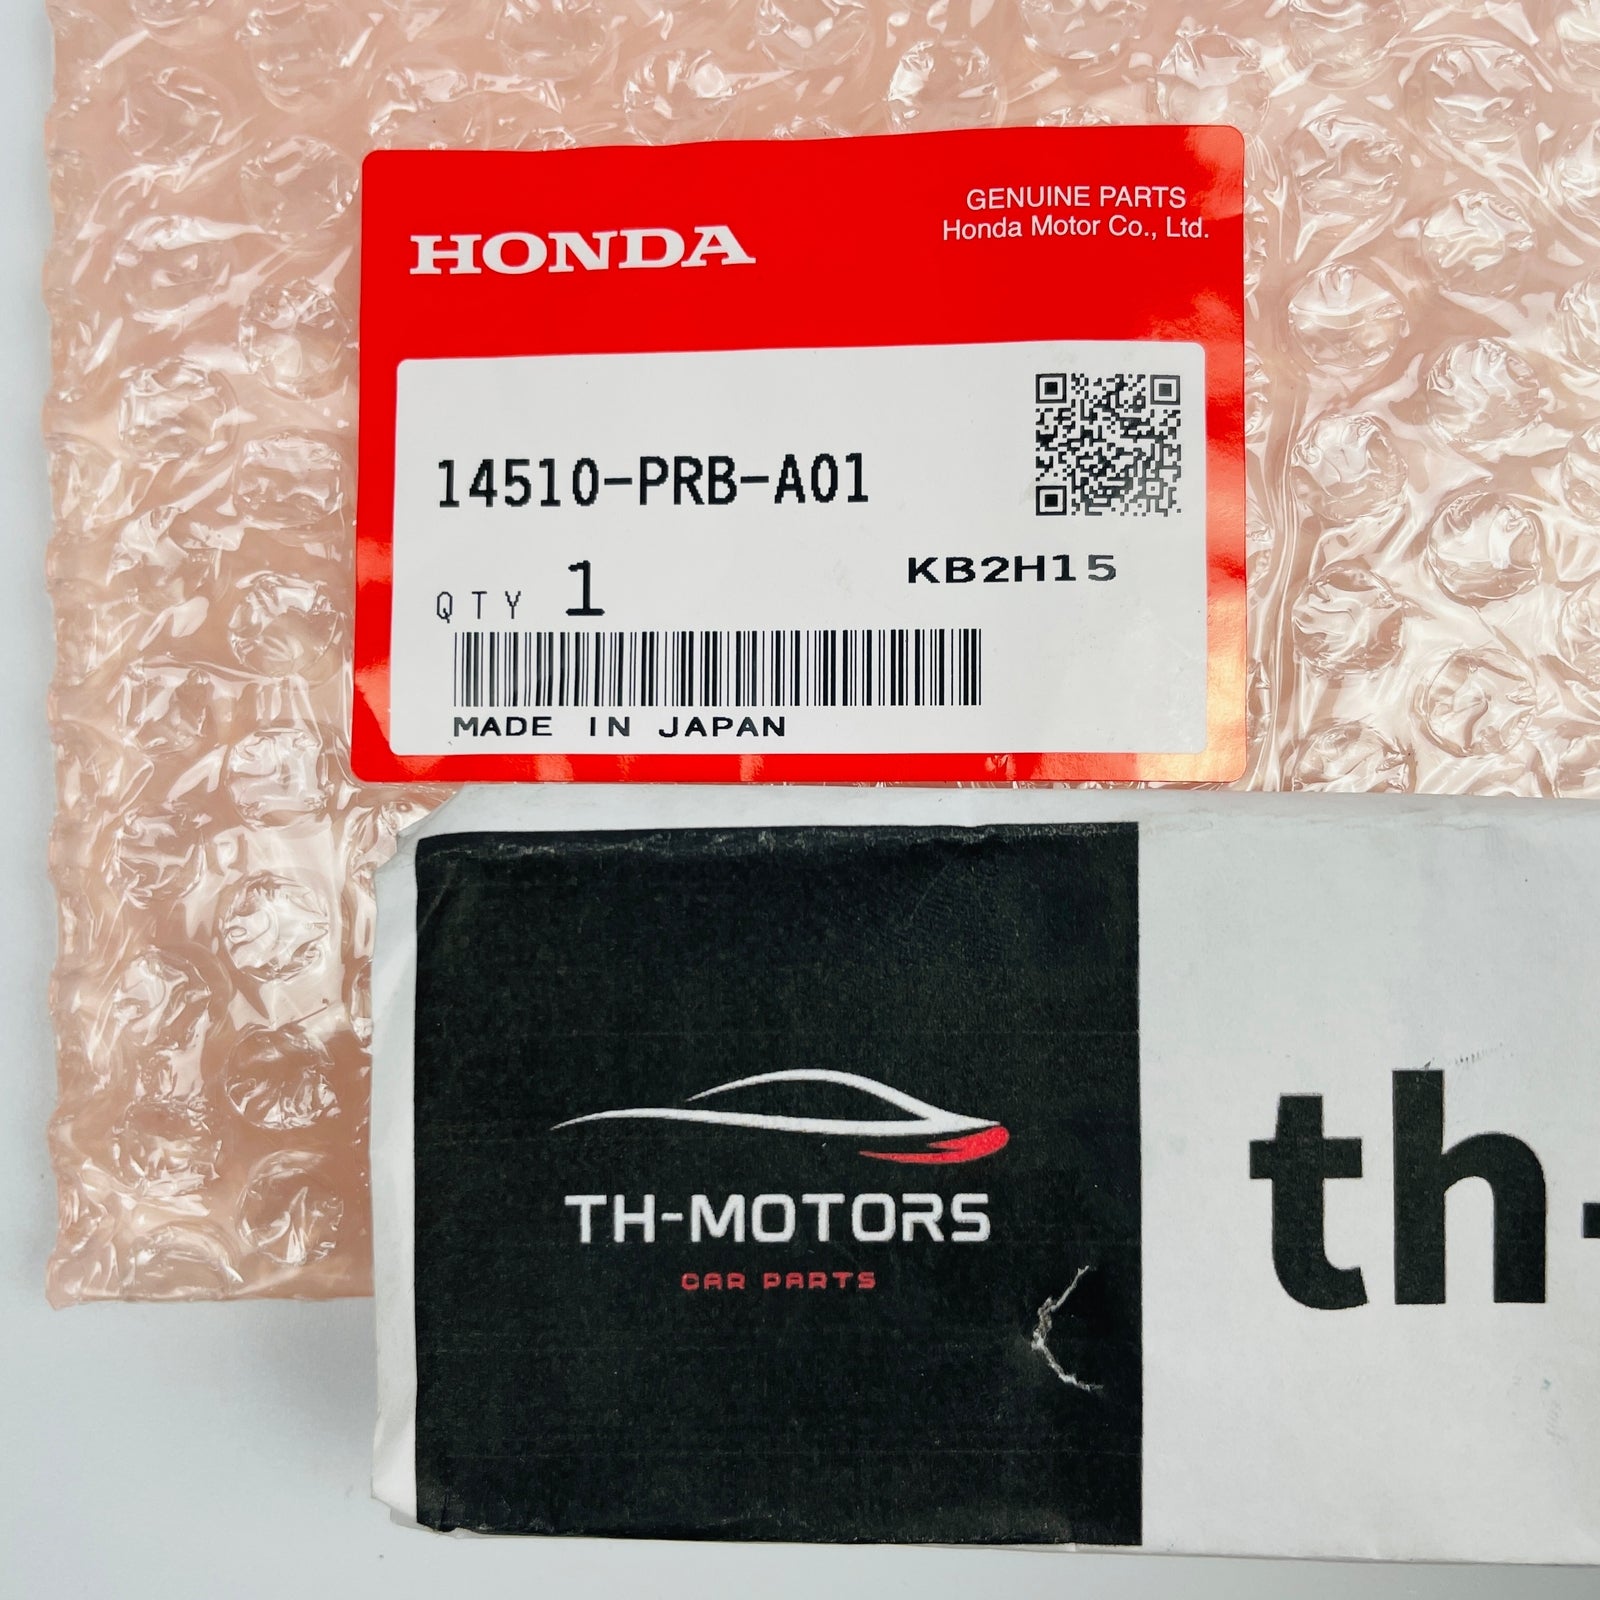 HONDA
GENUINE PARTS
Honda Motor Co., Ltd.
14510-PRB-A01
QTY 1
KB2H15
MADE IN JAPAN
TH-MOTORS
CAR PARTS
th-